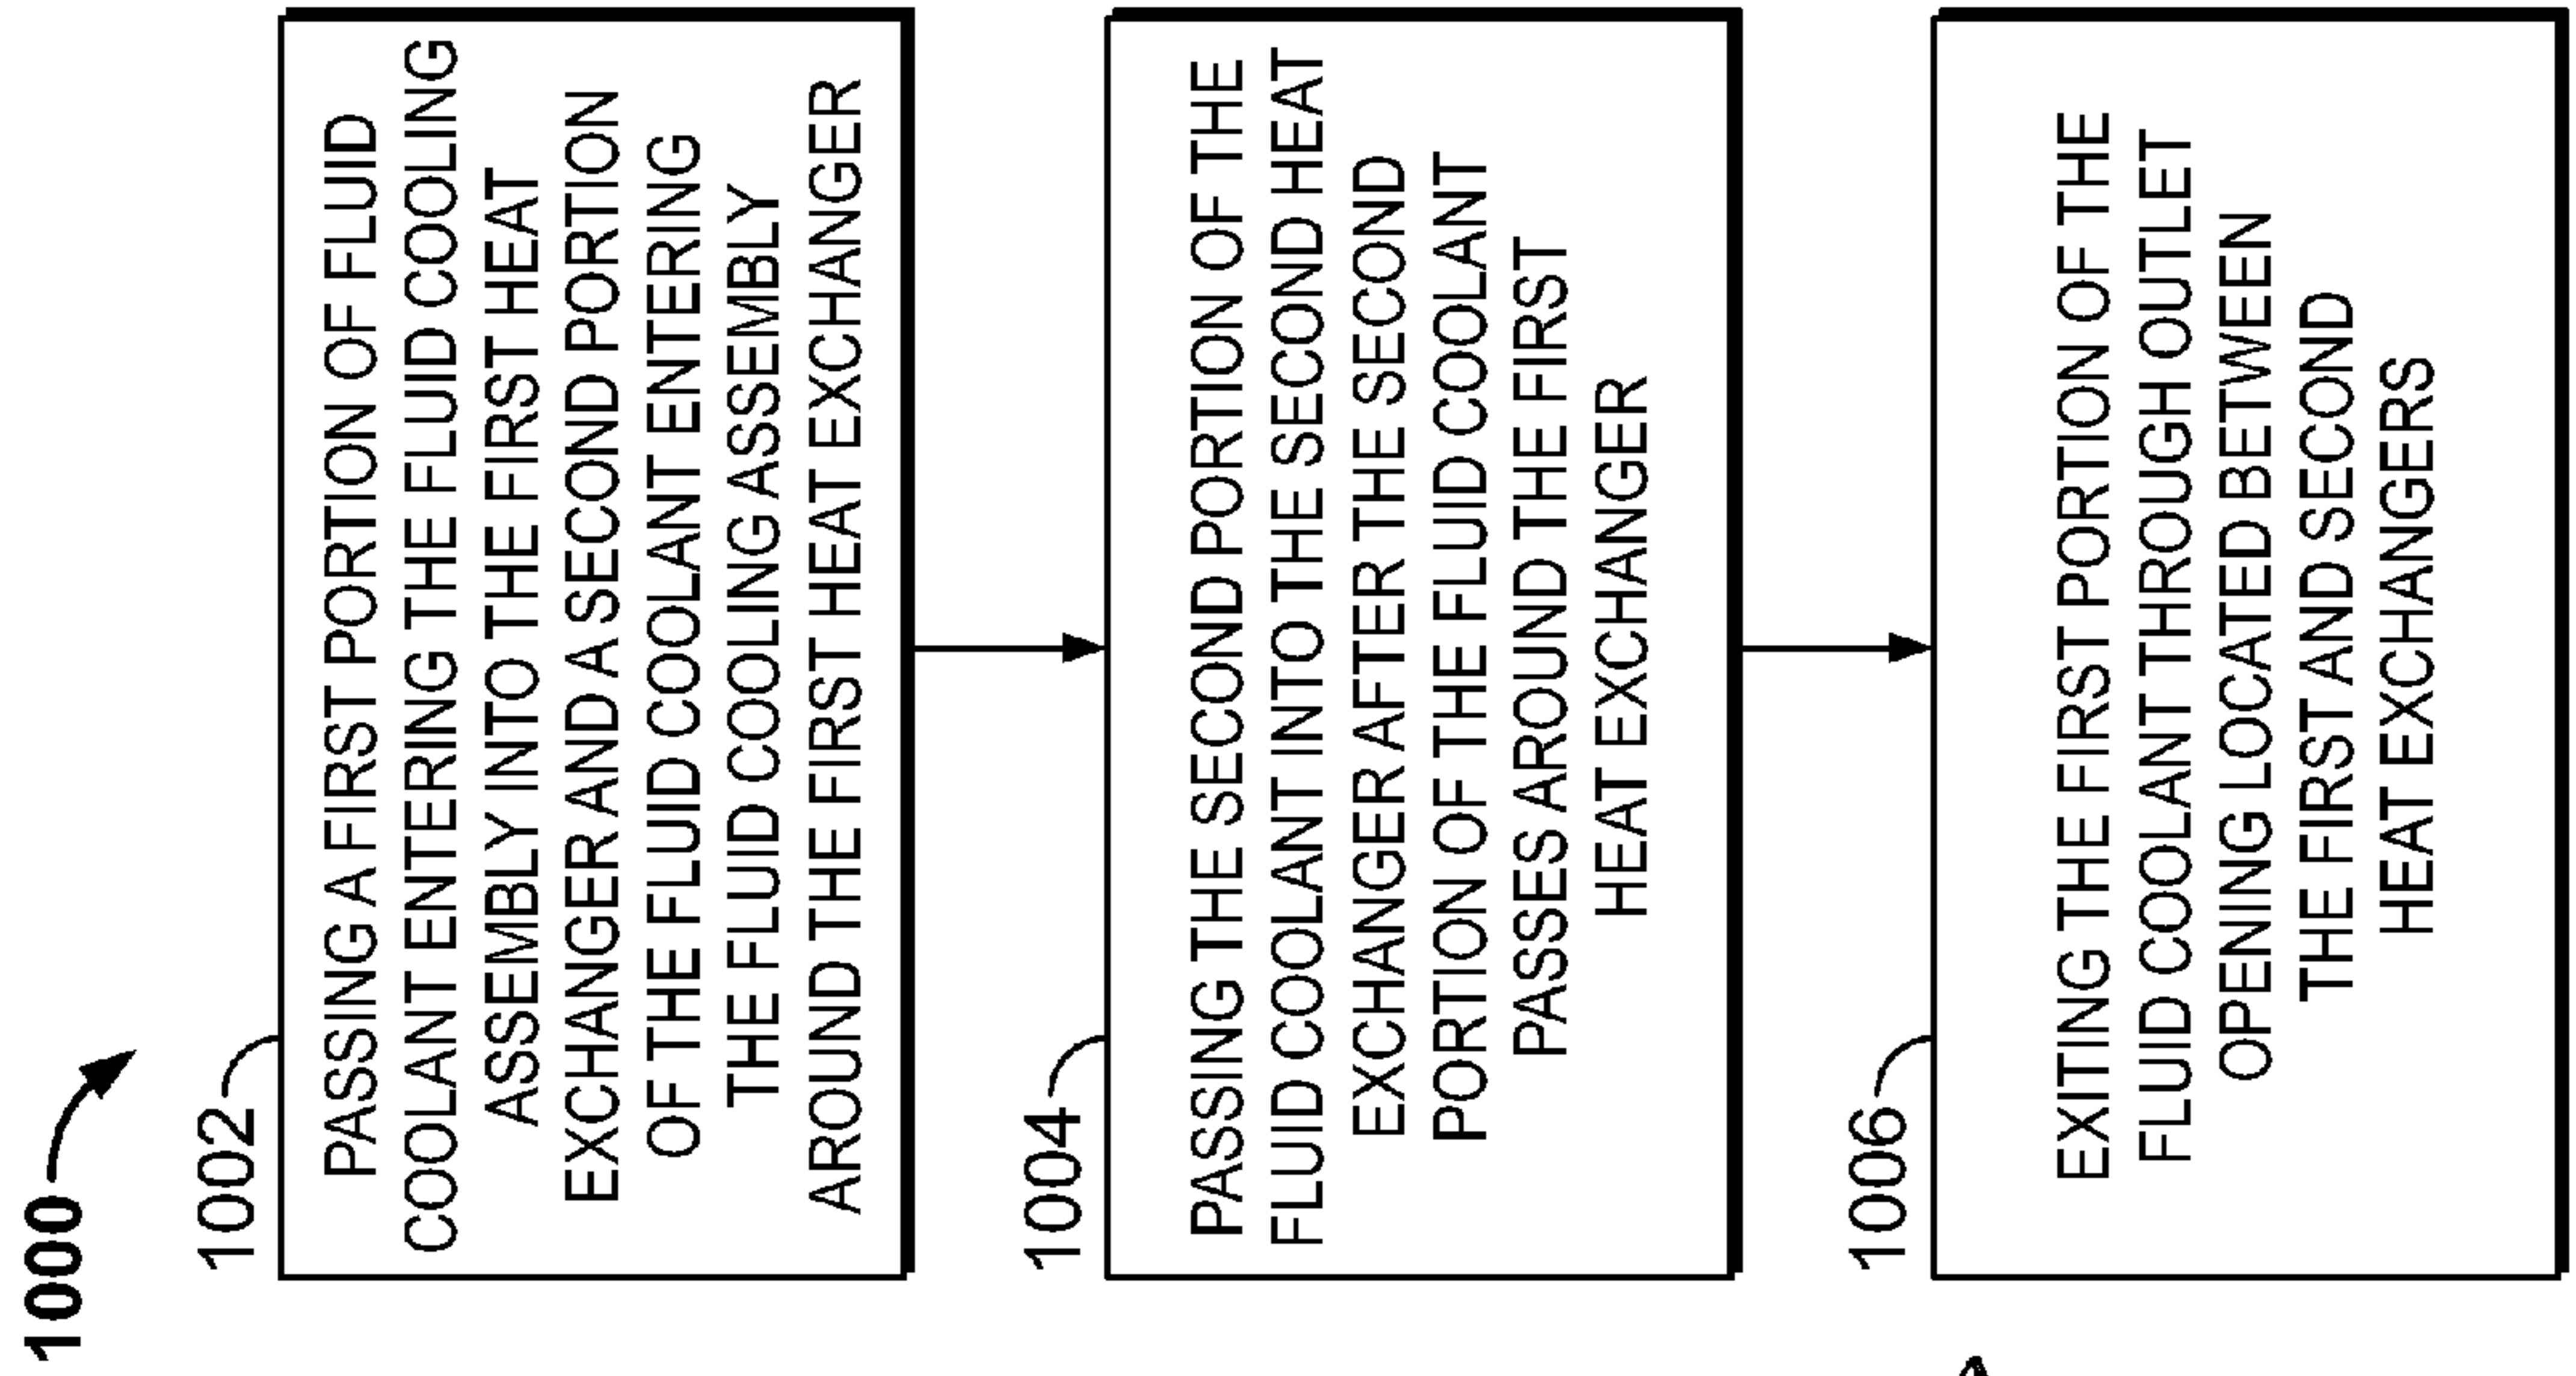 1000
1002
PASSING A FIRST PORTION OF FLUID
COOLANT ENTERING THE FLUID COOLING
ASSEMBLY INTO THE FIRST HEAT
EXCHANGER AND A SECOND PORTION
OF THE FLUID COOLANT ENTERING
THE FLUID COOLING ASSEMBLY
AROUND THE FIRST HEAT EXCHANGER
1004
PASSING THE SECOND PORTION OF THE
FLUID COOLANT INTO THE SECOND HEAT
EXCHANGER AFTER THE SECOND
PORTION OF THE FLUID COOLANT
PASSES AROUND THE FIRST
HEAT EXCHANGER
1006
EXITING THE FIRST PORTION OF THE
FLUID COOLANT THROUGH OUTLET
OPENING LOCATED BETWEEN
THE FIRST AND SECOND
HEAT EXCHANGERS